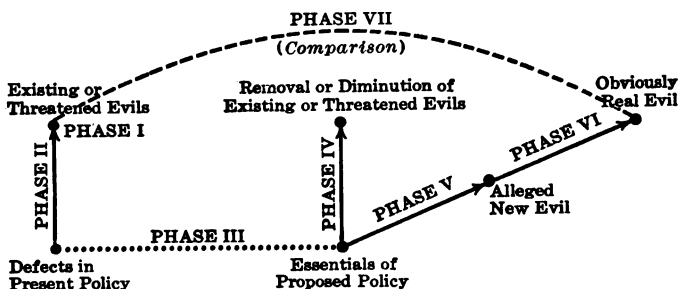 PHASE VII
(Comparison)
Existing or
Threatened Evils
Removal or Diminution of
Existing or Threatened Evils
Obviously
Real Evil
PHASE I
PHASE II
PHASE IV
PHASE VI
PHASE V
Alleged
New Evil
PHASE III
Defects in
Present Policy
Essentials of
Proposed Policy